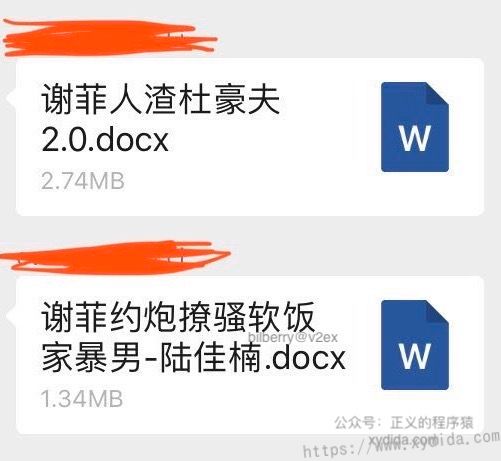 谢菲人渣杜豪夫
2.0.docx
W
2.74MB
谢菲约炮撩骚软饭
bilberry@v2ex
家暴男-陆佳楠.docx
W
1.34MB
公众号：正义的程序猿
xydida.com
https://www.xydida.com